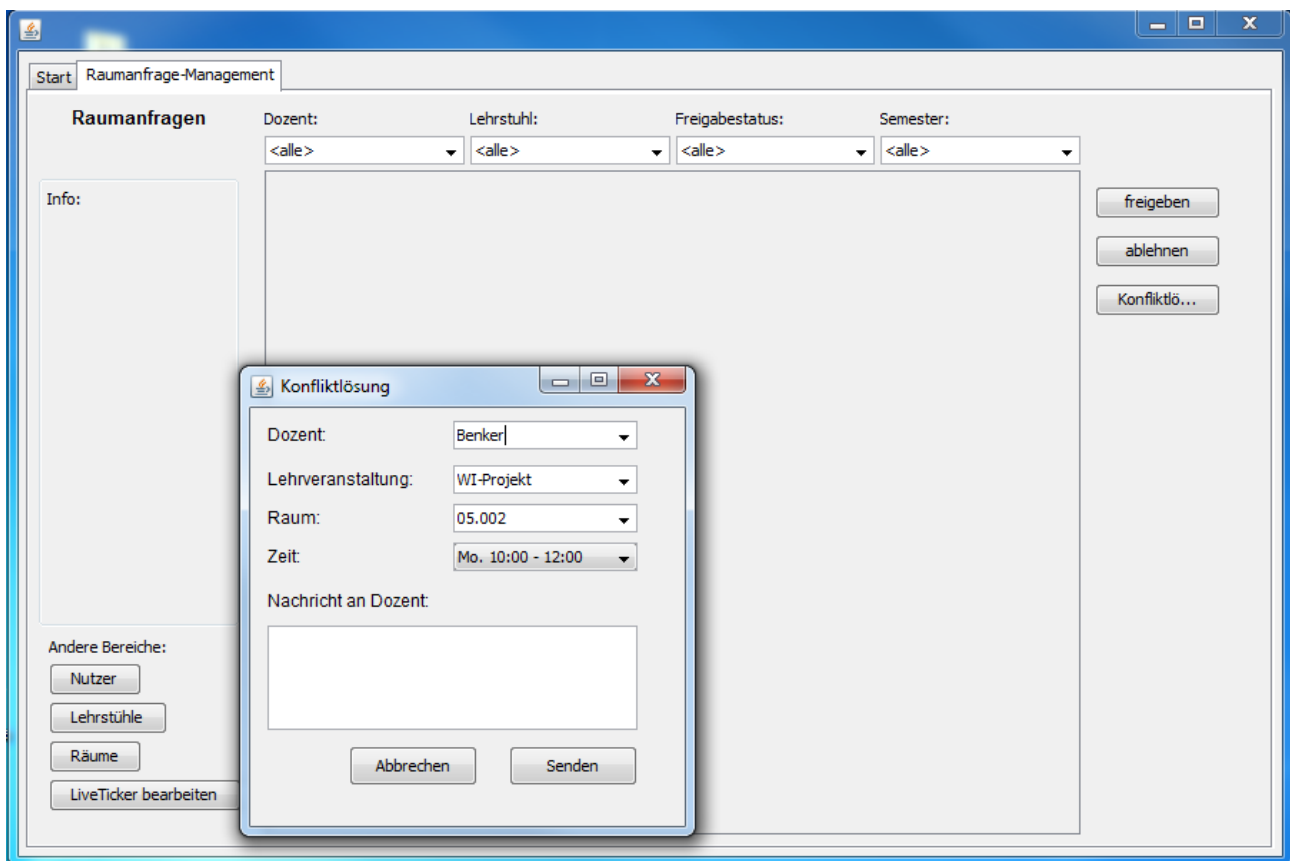 Start
Raumanfrage-Management
Raumanfragen
Dozent:
Lehrstuhl:
Freigabestatus:
Semester:
<alle>
<alle>
<alle>
<alle>
Info:
freigeben
ablehnen
Konfliktlö...
Konfliktlösung
Dozent:
Benker
Lehrveranstaltung:
WI-Projekt
Raum:
05.002
Zeit:
Mo. 10:00 - 12:00
Nachricht an Dozent:
Abbrechen
Senden
Andere Bereiche:
Nutzer
Lehrstühle
Räume
LiveTicker bearbeiten